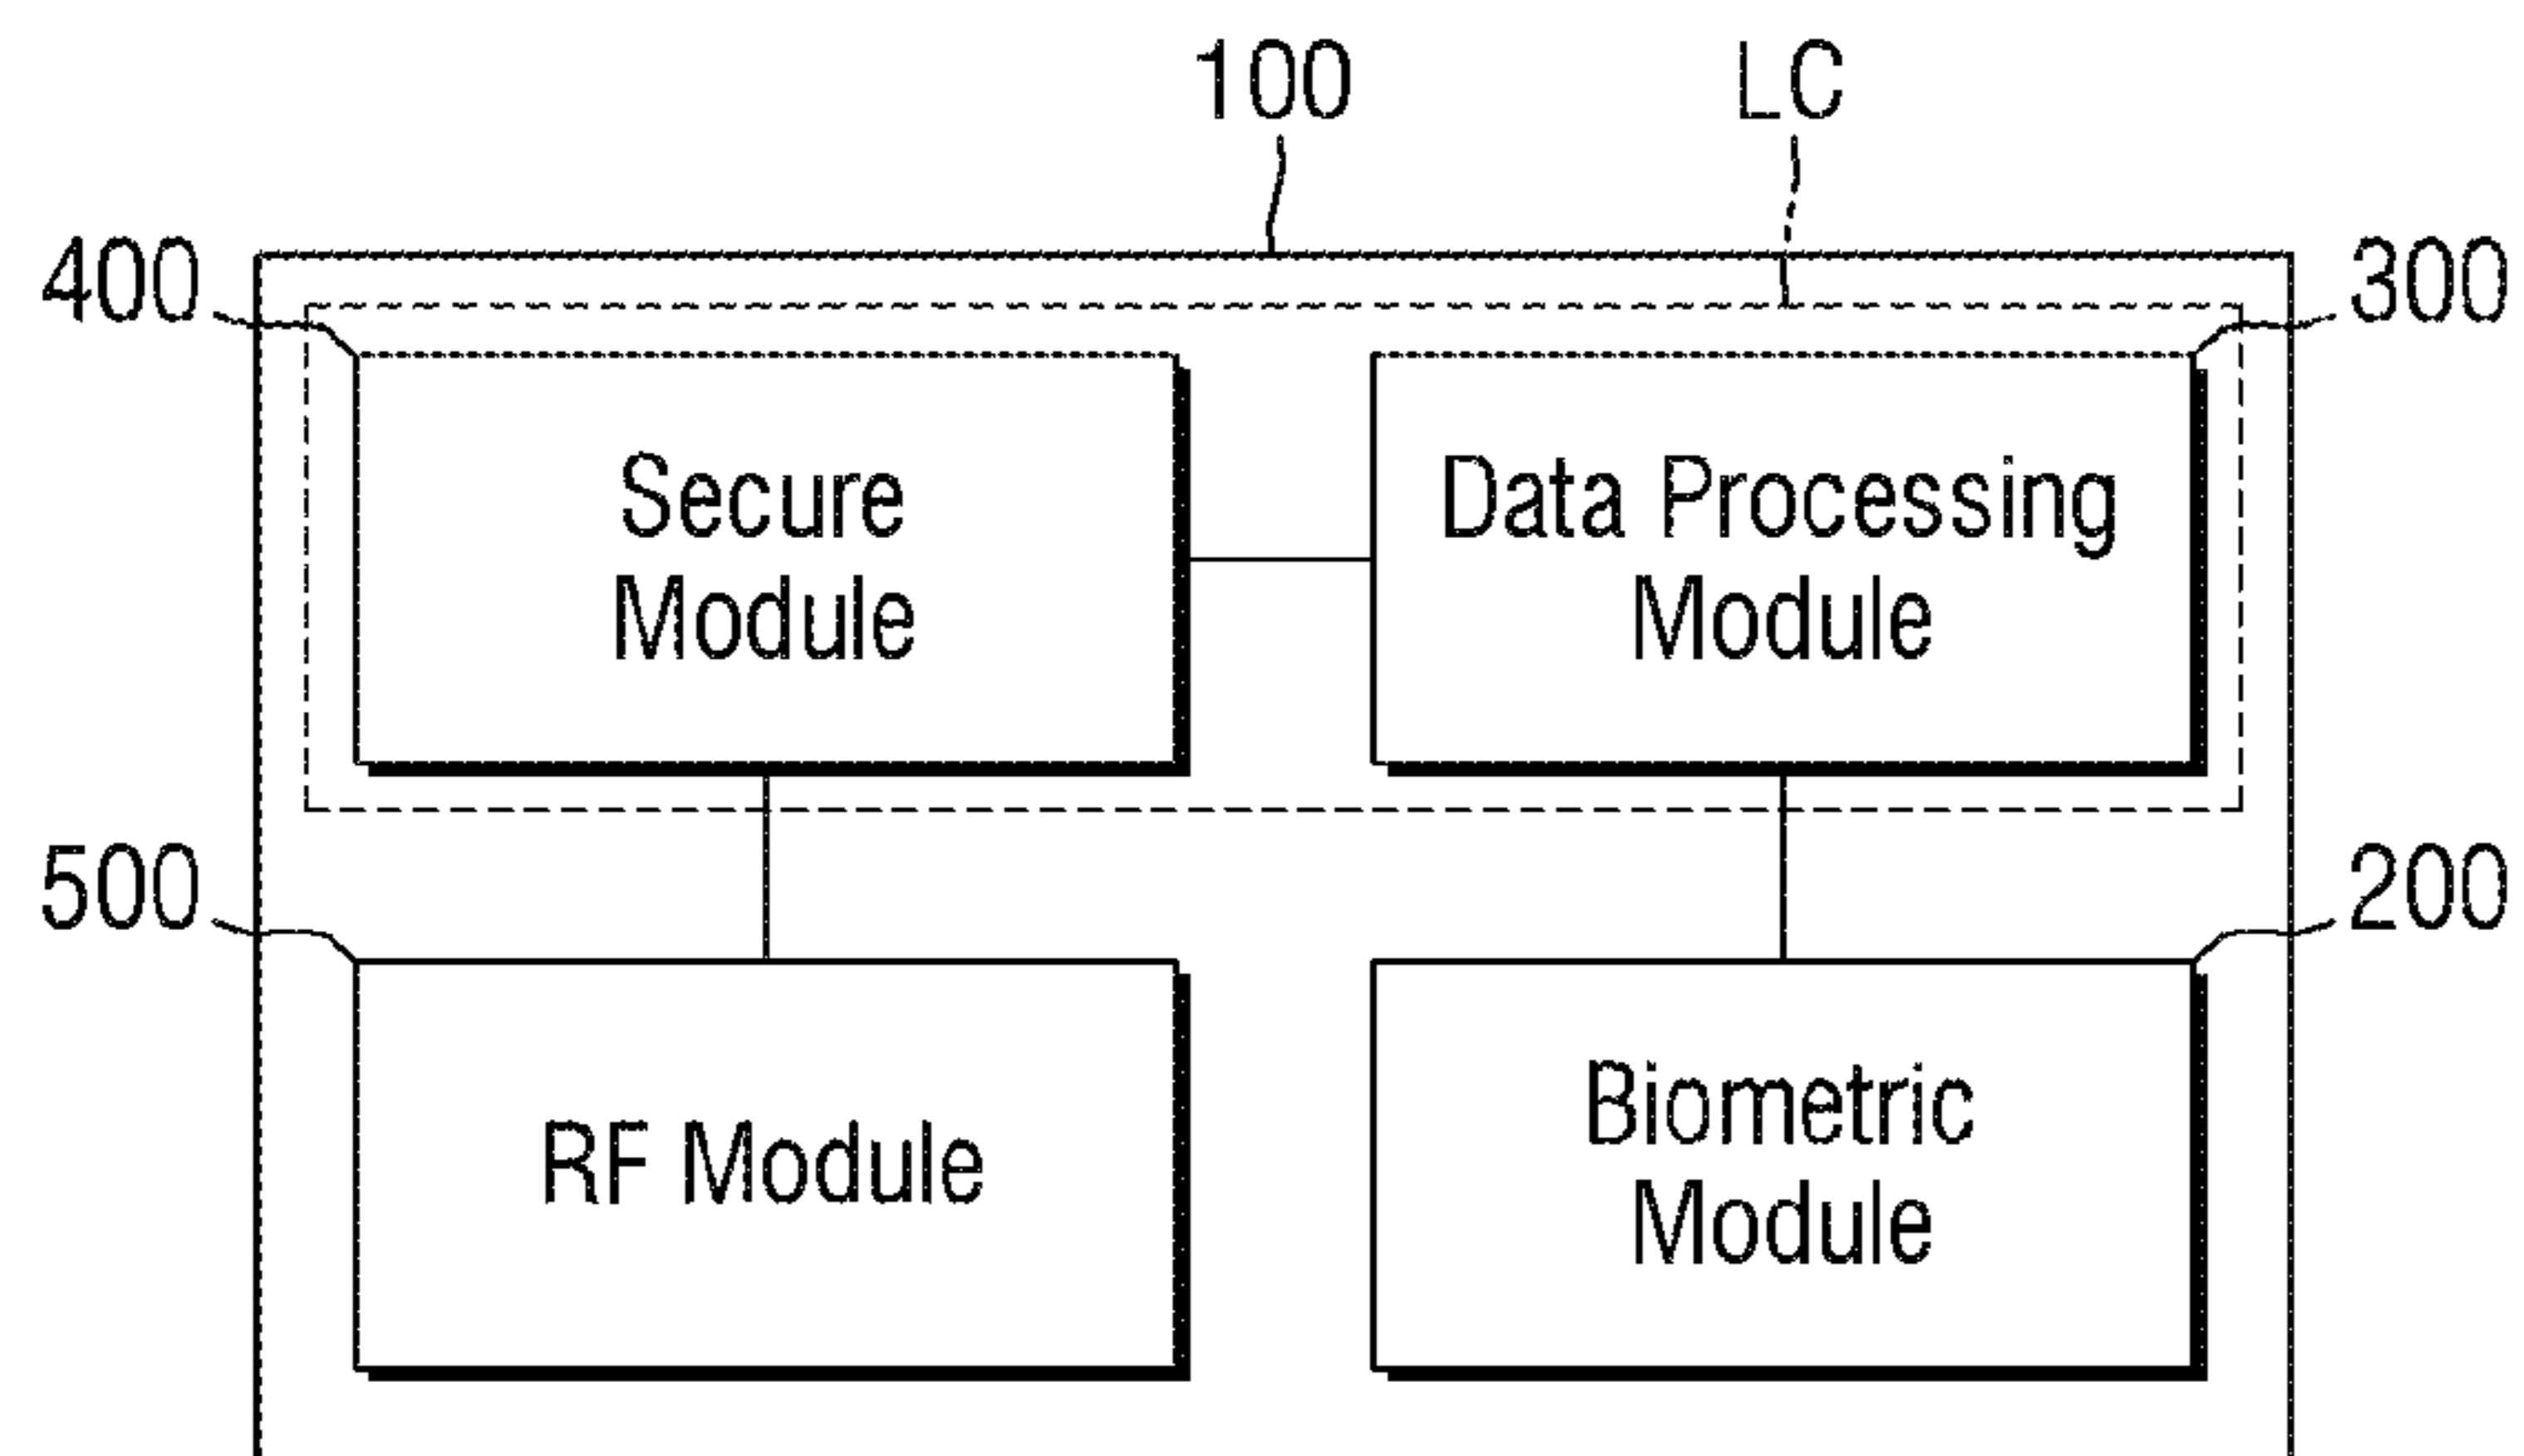 100
LC
400
300
Secure
Module
Data Processing
Module
500
200
RF Module
Biometric
Module